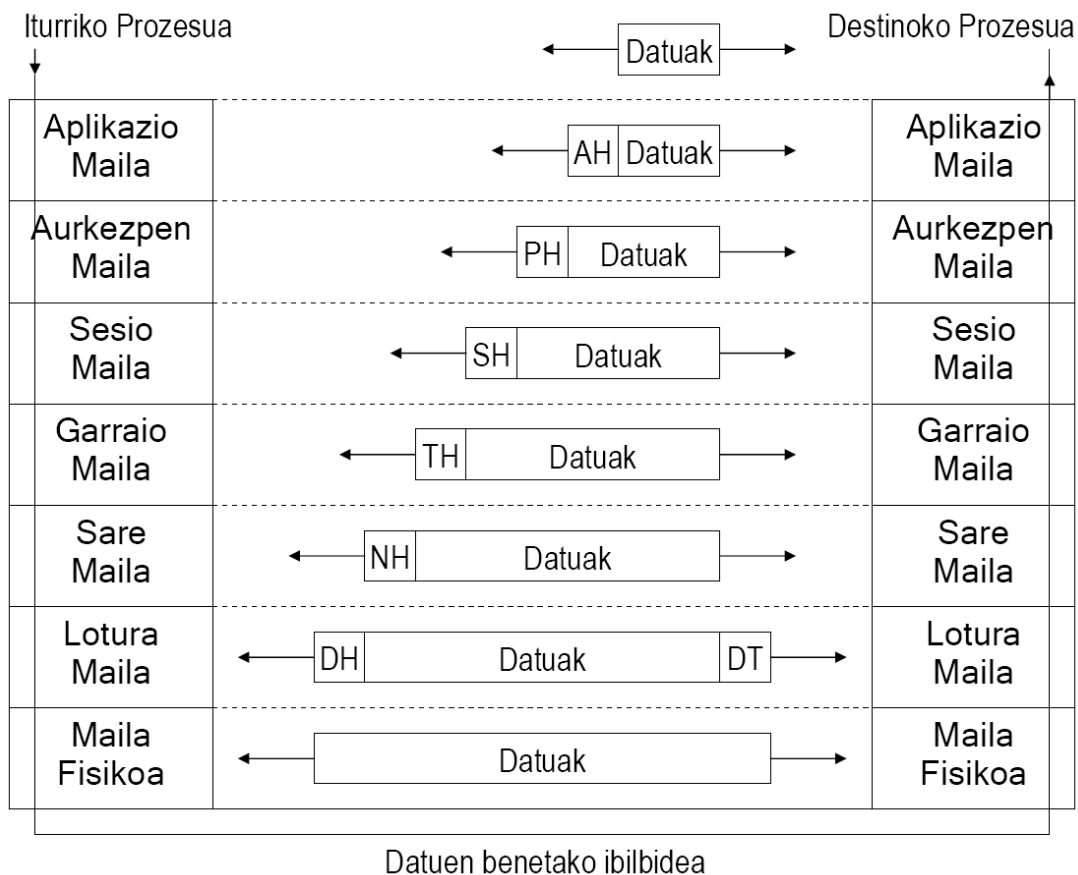 Iturriko Prozesua
Destinoko Prozesua
Datuak
Aplikazio
Maila
AH Datuak
Aplikazio
Maila
Aurkezpen
Maila
PH Datuak
Aurkezpen
Maila
Sesio
Maila
SH Datuak
Sesio
Maila
Garraio
Maila
TH Datuak
Garraio
Maila
Sare
Maila
NH Datuak
Sare
Maila
Lotura
Maila
DH Datuak DT
Lotura
Maila
Maila
Fisikoa
Datuak
Maila
Fisikoa
Datuen benetako ibilbidea